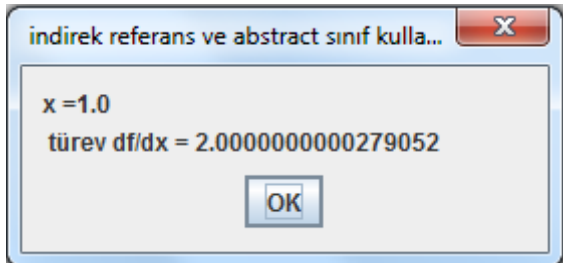 indirek referans ve abstract sınıf kulla...
x =1.0
türev df/dx = 2.0000000000279052
OK